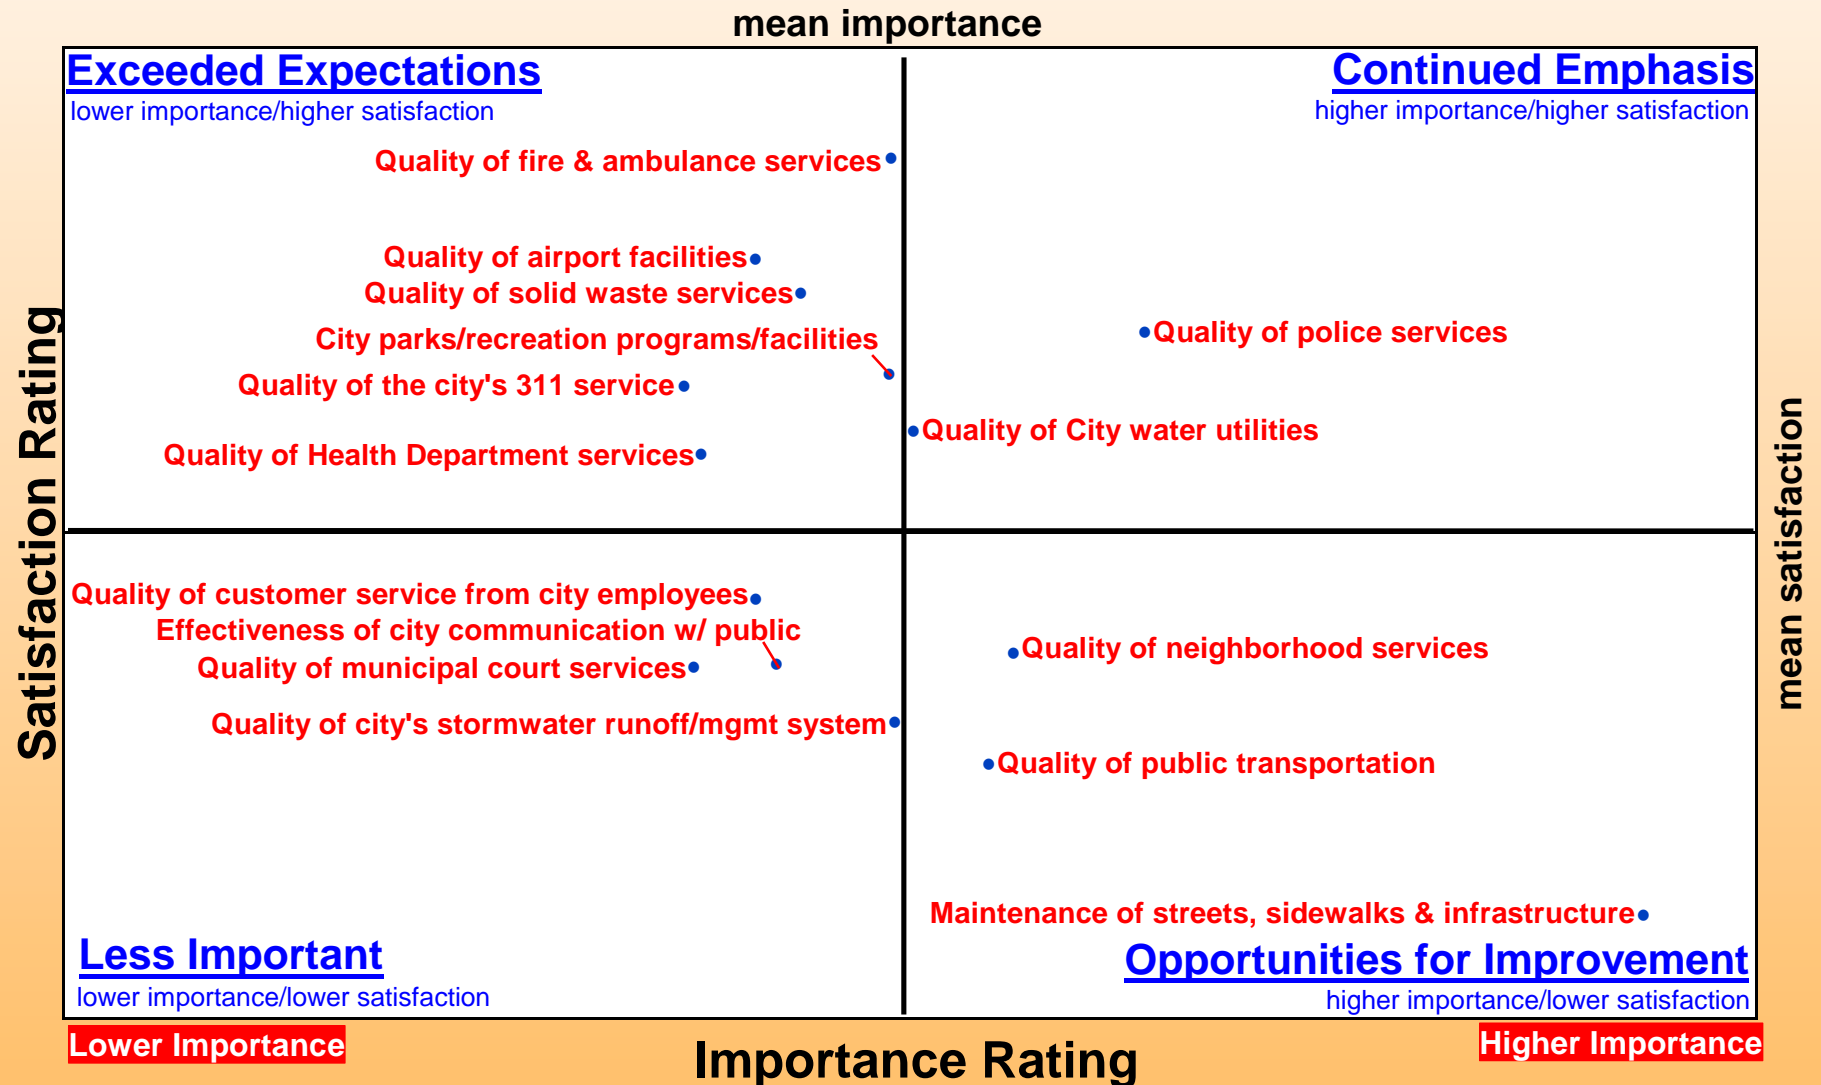 mean importance
Exceeded Expectations
lower importance/higher satisfaction
Continued Emphasis
higher importance/higher satisfaction
Quality of fire & ambulance services
Quality of airport facilities
Quality of solid waste services
City parks/recreation programs/facilities
Quality of the city's 311 service
Quality of Health Department services
Quality of police services
Quality of City water utilities
Satisfaction Rating
mean satisfaction
Quality of customer service from city employees
Effectiveness of city communication w/ public
Quality of municipal court services
Quality of city's stormwater runoff/mgmt system
Quality of neighborhood services
Quality of public transportation
Maintenance of streets, sidewalks & infrastructure
Less Important
lower importance/lower satisfaction
Opportunities for Improvement
higher importance/lower satisfaction
Lower Importance
Importance Rating
Higher Importance